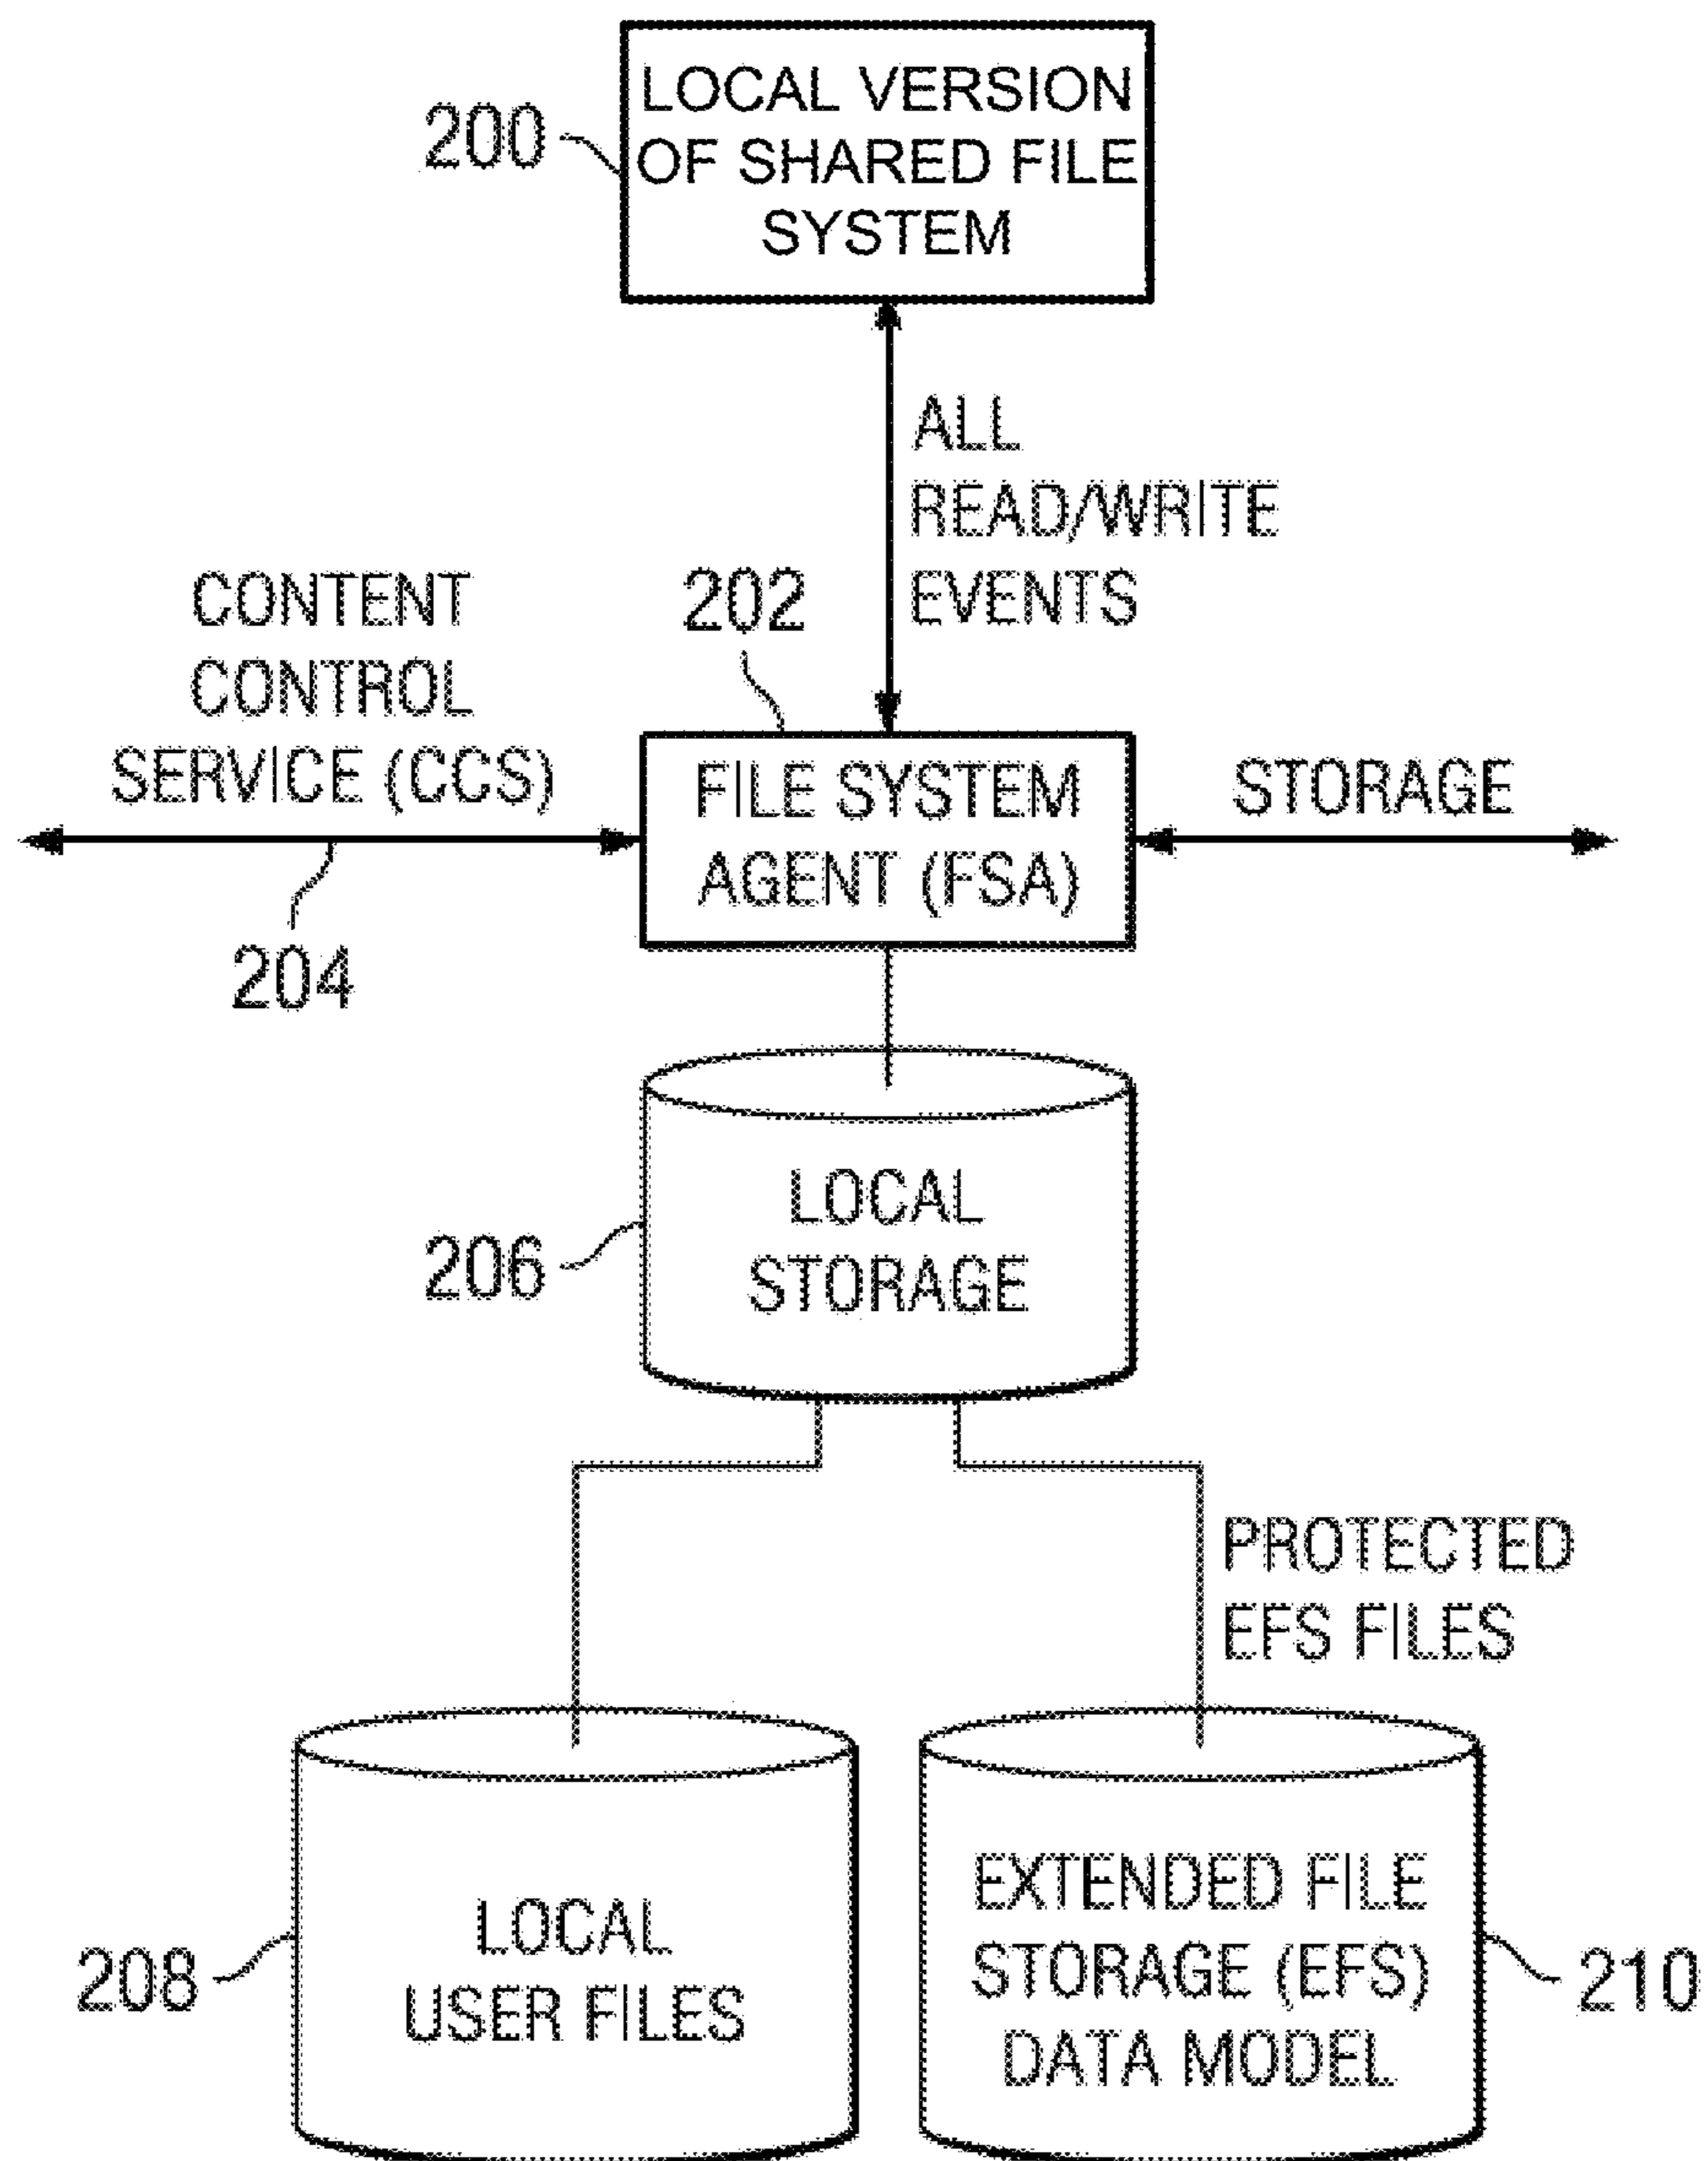 LOCAL VERSION
OF SHARED FILE
SYSTEM
200
ALL
READ/WRITE
EVENTS
CONTENT
CONTROL
SERVICE (CCS)
202
FILE SYSTEM
AGENT (FSA)
STORAGE
204
LOCAL
STORAGE
206
PROTECTED
EFS FILES
LOCAL
USER FILES
208
EXTENDED FILE
STORAGE (EFS)
DATA MODEL
210